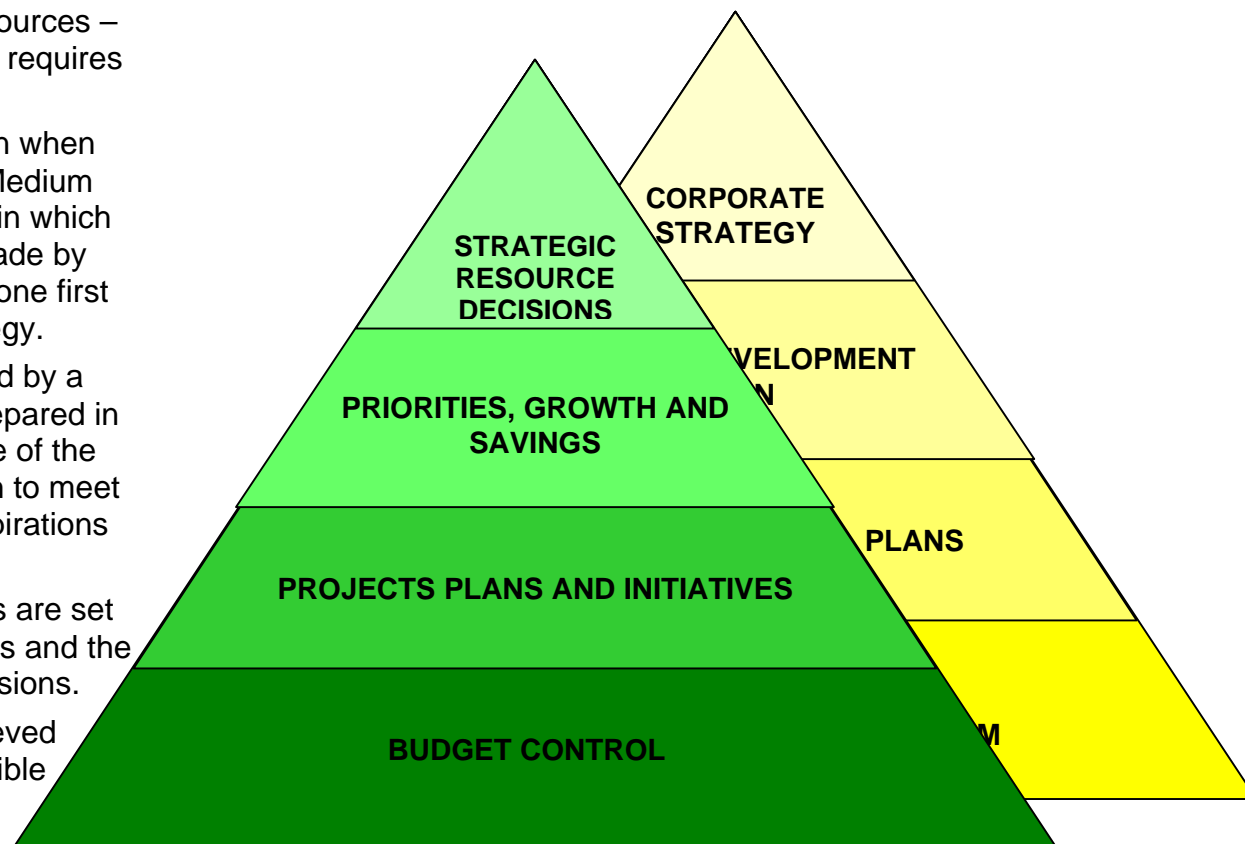 ources –
requires
n when
Medium
in which
ade by
one first
egy.
d by a
epared in
e of the
n to meet
pirations
s are set
s and the
sions.
eved
ible
STRATEGIC
RESOURCE
DECISIONS
PRIORITIES, GROWTH AND
SAVINGS
PROJECTS PLANS AND INITIATIVES
BUDGET CONTROL
CORPORATE
STRATEGY
VELOPMENT
N
PLANS
M